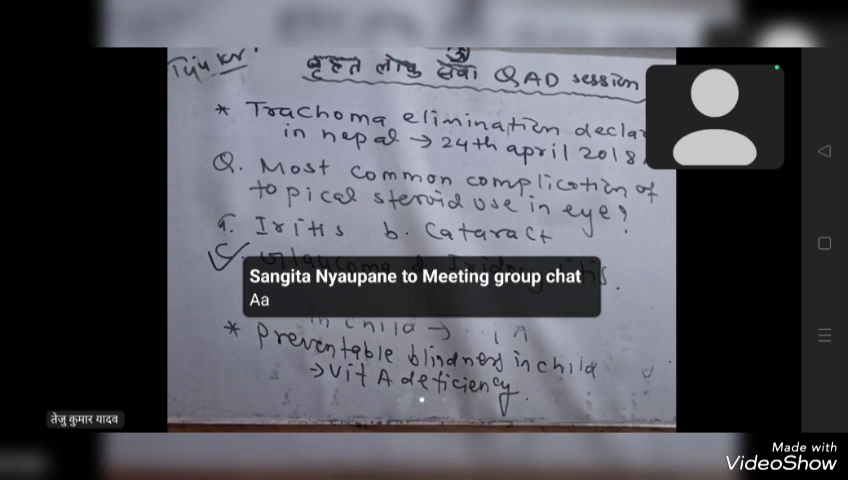 Teju Kr.
बृहत लोक सेवा QAD session
* Trachoma elimination declar
in nepal → 24th april 2018
Q. Most common complication of
topical steroid use in eye?
a. Iritis b. Cataract
Sangita Nyaupane to Meeting group chat
Aa
in child →
* Preventable blindness in child
→ Vit A deficiency.
तेजु कुमार यादव
Made with
VideoShow